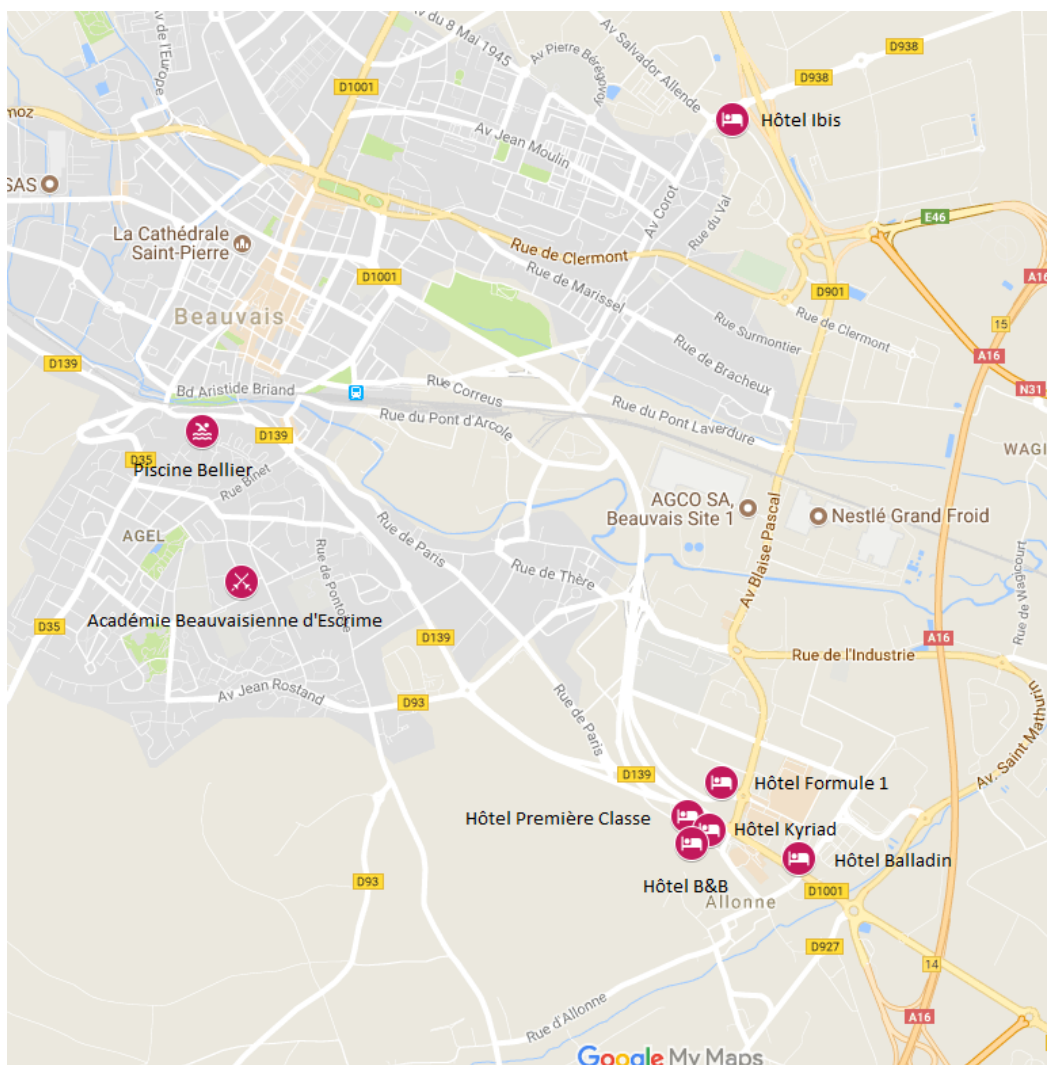 Av de l'Europe
Av du 8 Mai 1945
Av Pierre Bérégovoy
Av Salvador Allende
D938
D938
D1001
moz
Hôtel Ibis
Av Jean Moulin
SAS
Av Corot
Rue du Val
E46
La Cathédrale
Saint-Pierre
Rue de Clermont
D1001
Rue de Marissel
A16
D901
Beauvais
Rue Surmontier
Rue de Clermont
15
A16
D139
Rue de Bracheux
N31
Bd Aristide Briand
Rue Correus
Rue du Pont d'Arcole
Rue du Pont Laverdure
D139
WAGI
D35
Piscine Bellier
Rue Binet
AGCO SA,
Beauvais Site 1
Nestlé Grand Froid
AGEL
Rue de Paris
Av Blaise Pascal
Rue de Pontoise
Rue de Thère
Rue de Wagicourt
Académie Beauvaisienne d'Escrime
D35
D139
A16
Rue de l'Industrie
Av Jean Rostand
D93
Rue de Paris
Av. Saint Mathurin
D139
Hôtel Formule 1
Hôtel Première Classe
Hôtel Kyriad
Hôtel Balladin
D93
Hôtel B&B
D1001
Allonne
D927
14
A16
Rue d'Allonne
Google My Maps